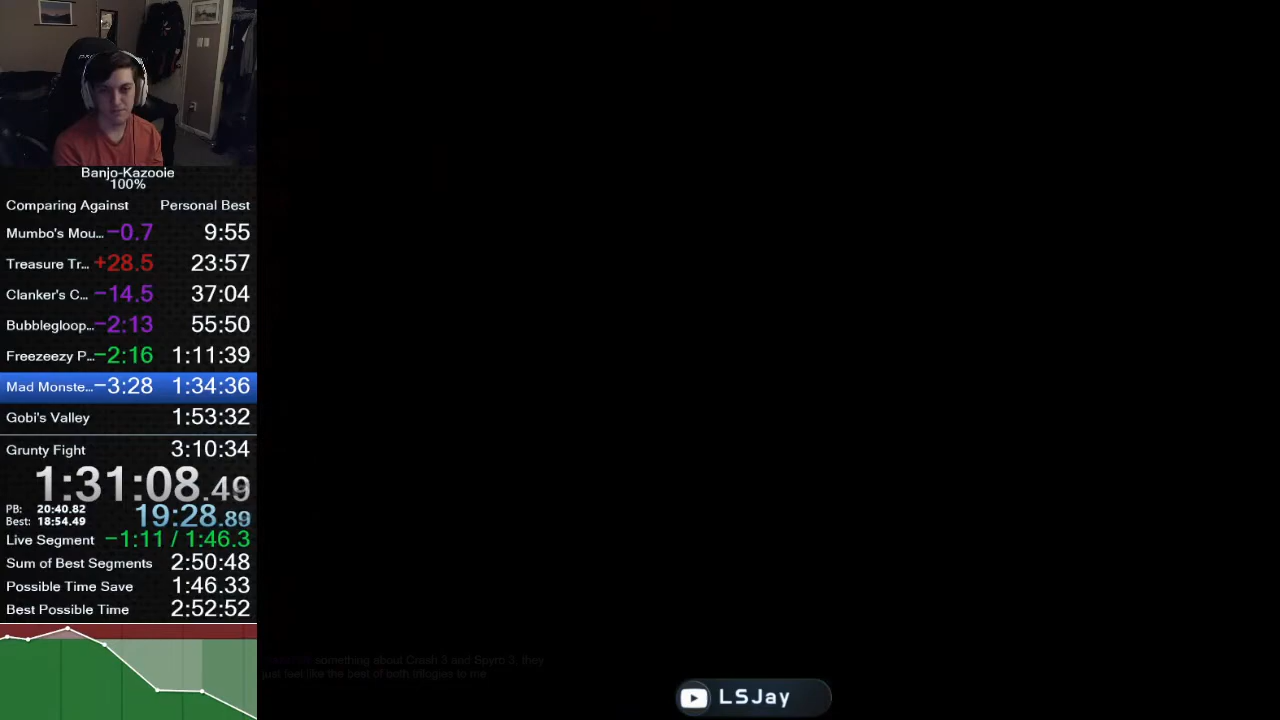 Banjo-Kazooie
100%
Comparing Against Personal Best
Mumbo's Mou... −0.7 9:55
Treasure Tr... +28.5 23:57
Clanker's C... −14.5 37:04
Bubblegloop... −2:13 55:50
Freezeezy P... −2:16 1:11:39
Mad Monste... −3:28 1:34:36
Gobi's Valley 1:53:32
Grunty Fight 3:10:34
1:31:08.49
PB: 20:40.82
Best: 18:54.49
19:28.89
Live Segment −1:11 / 1:46.3
Sum of Best Segments 2:50:48
Possible Time Save 1:46.33
Best Possible Time 2:52:52
something about Crash 3 and Spyro 3, they
just feel like the best of both trilogies to me
LSJay